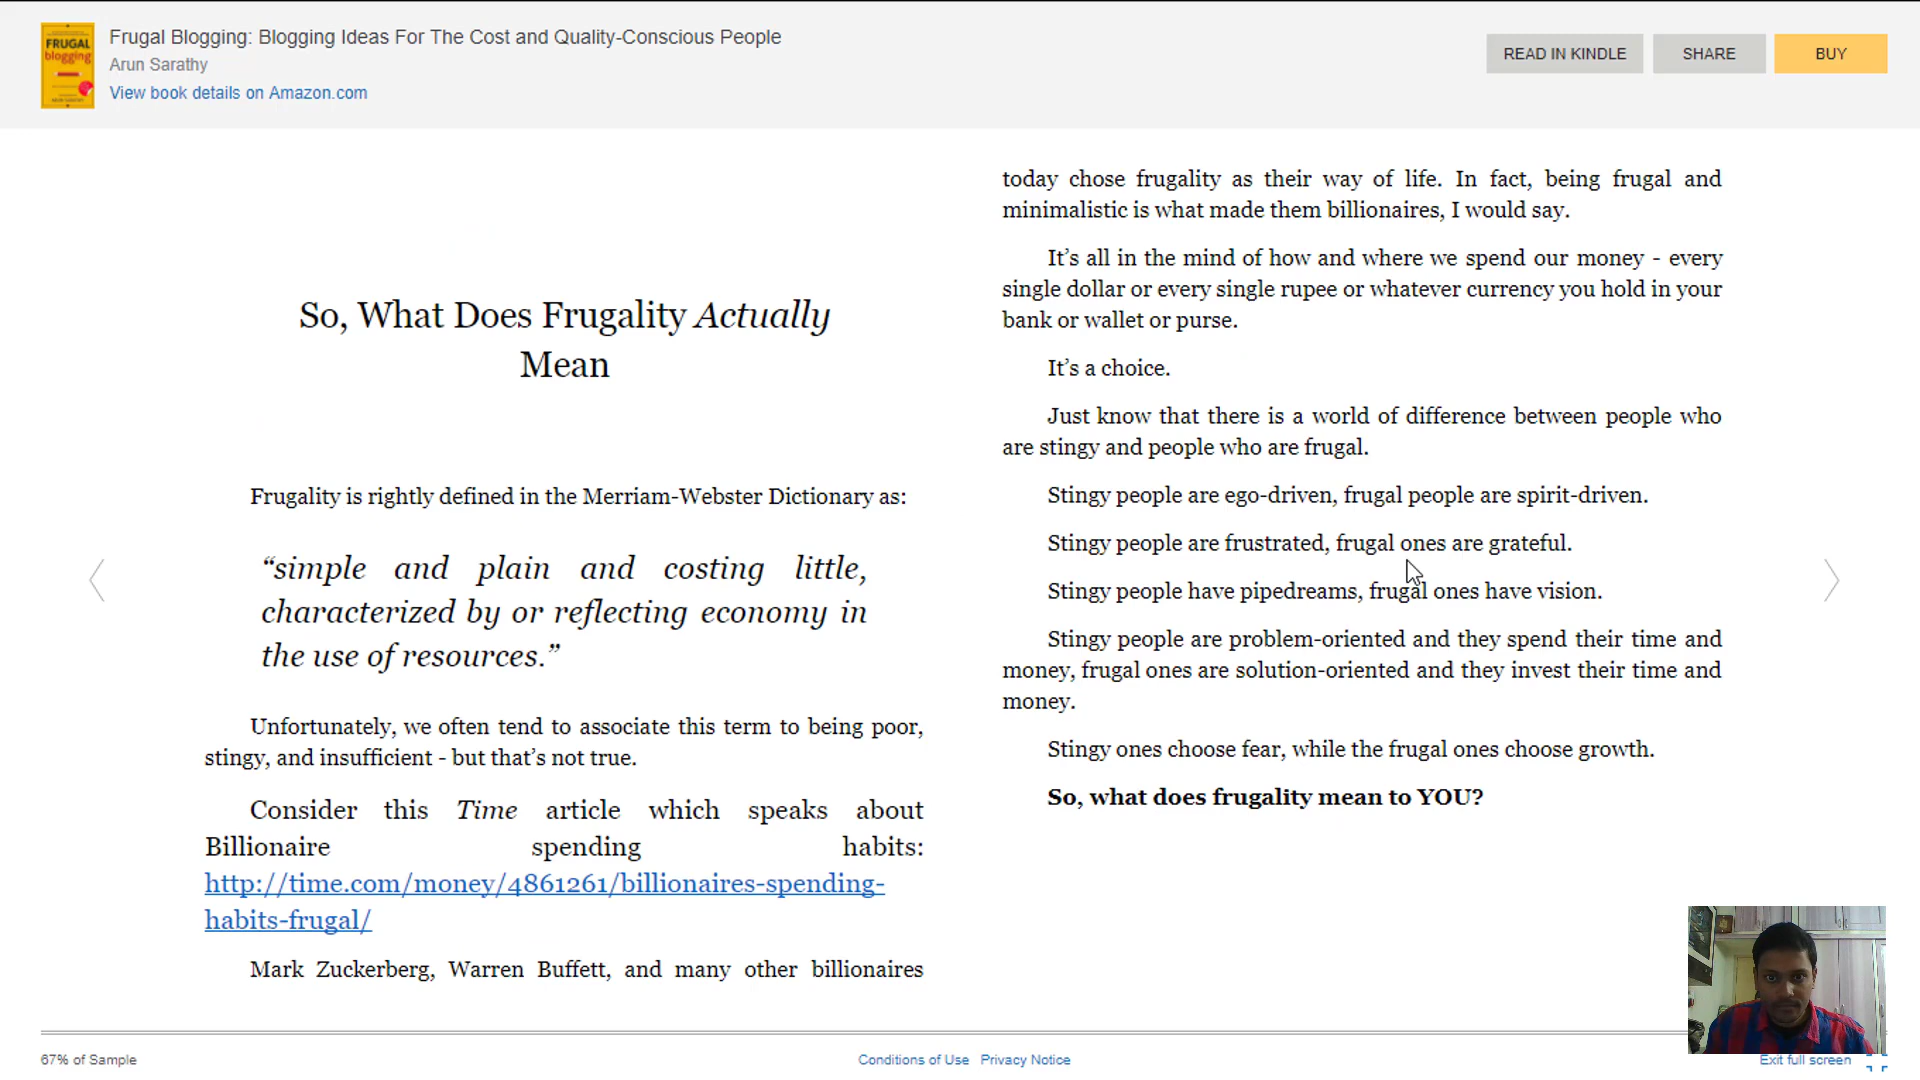 FRUGAL
blogging
Frugal Blogging: Blogging Ideas For The Cost and Quality-Conscious People
Arun Sarathy
View book details on Amazon.com
READ IN KINDLE
SHARE
BUY
So, What Does Frugality Actually
Mean
Frugality is rightly defined in the Merriam-Webster Dictionary as:
“simple and plain and costing little,
characterized by or reflecting economy in
the use of resources.”
Unfortunately, we often tend to associate this term to being poor,
stingy, and insufficient - but that’s not true.
Consider this Time article which speaks about
Billionaire spending habits:
http://time.com/money/4861261/billionaires-spending-
habits-frugal/
Mark Zuckerberg, Warren Buffett, and many other billionaires
today chose frugality as their way of life. In fact, being frugal and
minimalistic is what made them billionaires, I would say.
It’s all in the mind of how and where we spend our money - every
single dollar or every single rupee or whatever currency you hold in your
bank or wallet or purse.
It’s a choice.
Just know that there is a world of difference between people who
are stingy and people who are frugal.
Stingy people are ego-driven, frugal people are spirit-driven.
Stingy people are frustrated, frugal ones are grateful.
Stingy people have pipedreams, frugal ones have vision.
Stingy people are problem-oriented and they spend their time and
money, frugal ones are solution-oriented and they invest their time and
money.
Stingy ones choose fear, while the frugal ones choose growth.
So, what does frugality mean to YOU?
67% of Sample
Conditions of Use
Privacy Notice
Exit full screen